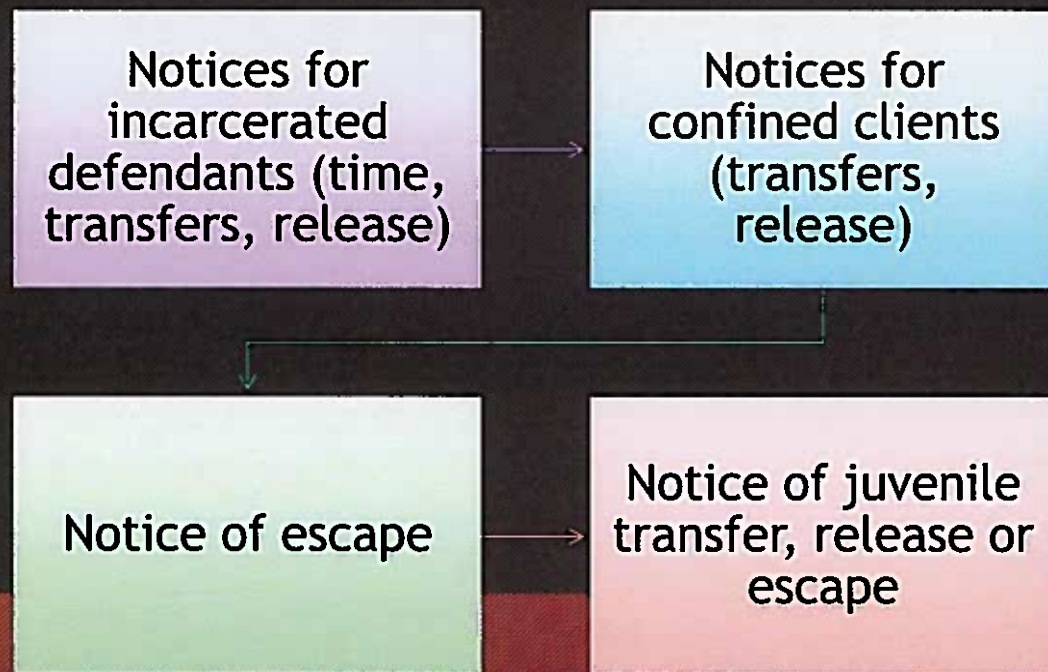 Notices for
incarcerated
defendants (time,
transfers, release)
Notices for
confined clients
(transfers,
release)
Notice of escape
Notice of juvenile
transfer, release or
escape